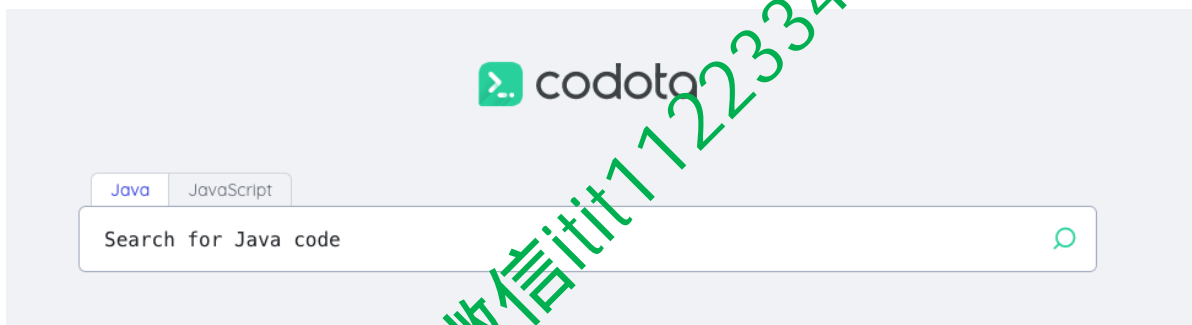 codota
Java
JavaScript
Search for Java code
微信itit1122334